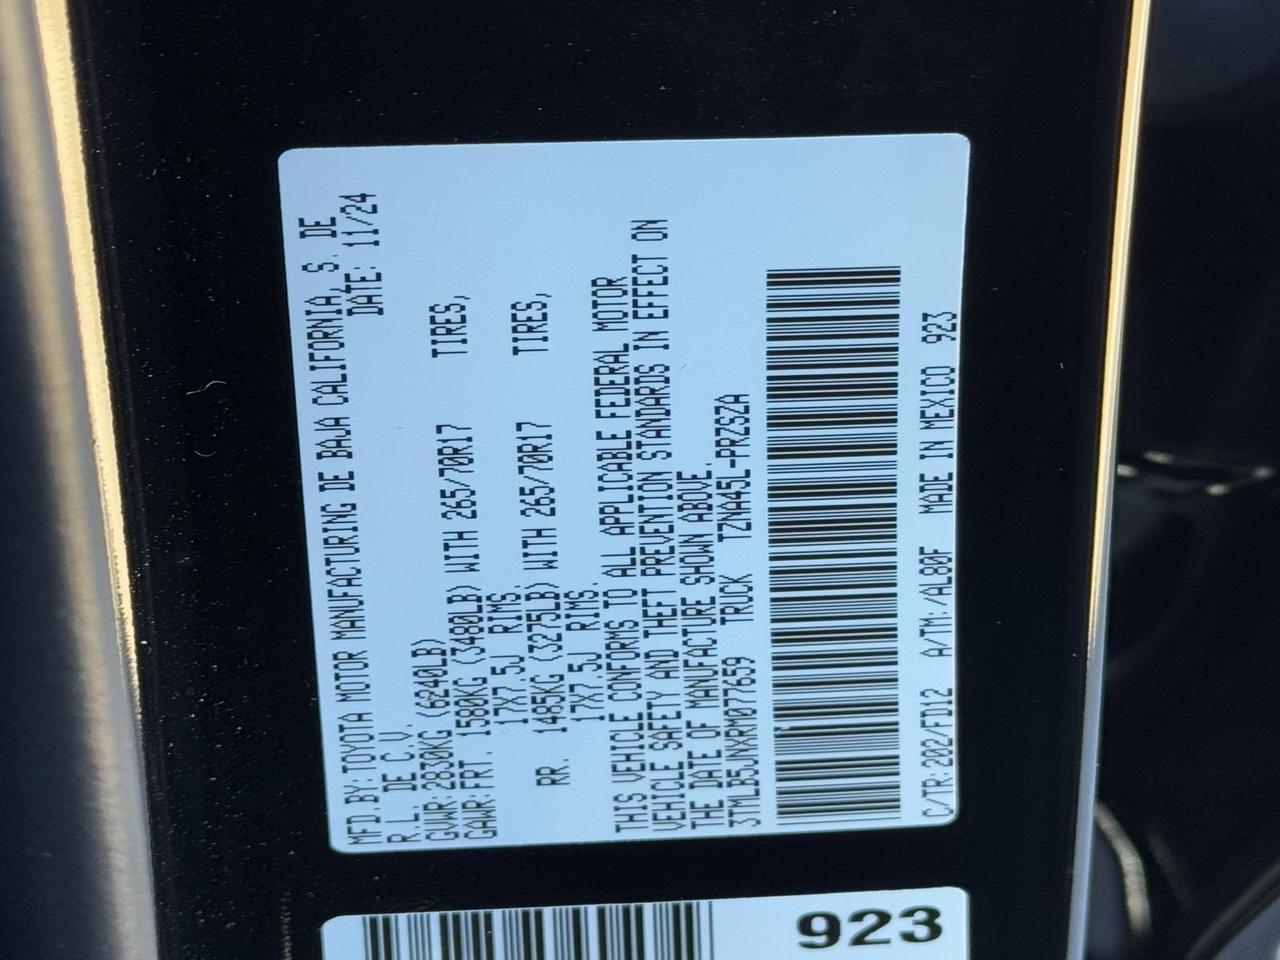 MFD.BY:TOYOTA MOTOR MANUFACTURING DE BAJA CALIFORNIA, S. DE
R.L. DE C.V. DATE: 11/24
GVWR:2830KG (6240LB)
GAWR:FRT. 1580KG (3480LB) WITH 265/70R17 TIRES,
17X7.5J RIMS.
RR. 1485KG (3275LB) WITH 265/70R17 TIRES,
17X7.5J RIMS.
THIS VEHICLE CONFORMS TO ALL APPLICABLE FEDERAL MOTOR
VEHICLE SAFETY AND THEFT PREVENTION STANDARDS IN EFFECT ON
THE DATE OF MANUFACTURE SHOWN ABOVE.
3TMLB5JNXRM077659 TRUCK TZNA45L-PRZSZA
C/TR:202/FD12 A/TM:/AL80F MADE IN MEXICO 923
923